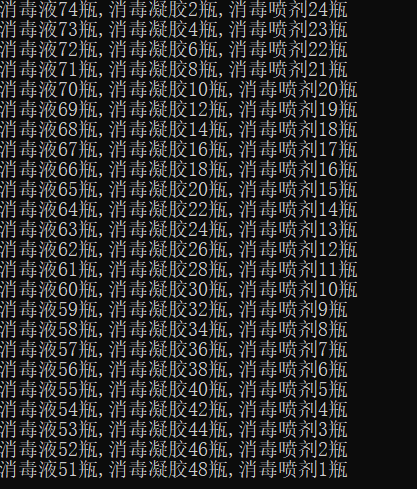 消毒液74瓶,消毒凝胶2瓶,消毒喷剂24瓶
消毒液73瓶,消毒凝胶4瓶,消毒喷剂23瓶
消毒液72瓶,消毒凝胶6瓶,消毒喷剂22瓶
消毒液71瓶,消毒凝胶8瓶,消毒喷剂21瓶
消毒液70瓶,消毒凝胶10瓶,消毒喷剂20瓶
消毒液69瓶,消毒凝胶12瓶,消毒喷剂19瓶
消毒液68瓶,消毒凝胶14瓶,消毒喷剂18瓶
消毒液67瓶,消毒凝胶16瓶,消毒喷剂17瓶
消毒液66瓶,消毒凝胶18瓶,消毒喷剂16瓶
消毒液65瓶,消毒凝胶20瓶,消毒喷剂15瓶
消毒液64瓶,消毒凝胶22瓶,消毒喷剂14瓶
消毒液63瓶,消毒凝胶24瓶,消毒喷剂13瓶
消毒液62瓶,消毒凝胶26瓶,消毒喷剂12瓶
消毒液61瓶,消毒凝胶28瓶,消毒喷剂11瓶
消毒液60瓶,消毒凝胶30瓶,消毒喷剂10瓶
消毒液59瓶,消毒凝胶32瓶,消毒喷剂9瓶
消毒液58瓶,消毒凝胶34瓶,消毒喷剂8瓶
消毒液57瓶,消毒凝胶36瓶,消毒喷剂7瓶
消毒液56瓶,消毒凝胶38瓶,消毒喷剂6瓶
消毒液55瓶,消毒凝胶40瓶,消毒喷剂5瓶
消毒液54瓶,消毒凝胶42瓶,消毒喷剂4瓶
消毒液53瓶,消毒凝胶44瓶,消毒喷剂3瓶
消毒液52瓶,消毒凝胶46瓶,消毒喷剂2瓶
消毒液51瓶,消毒凝胶48瓶,消毒喷剂1瓶